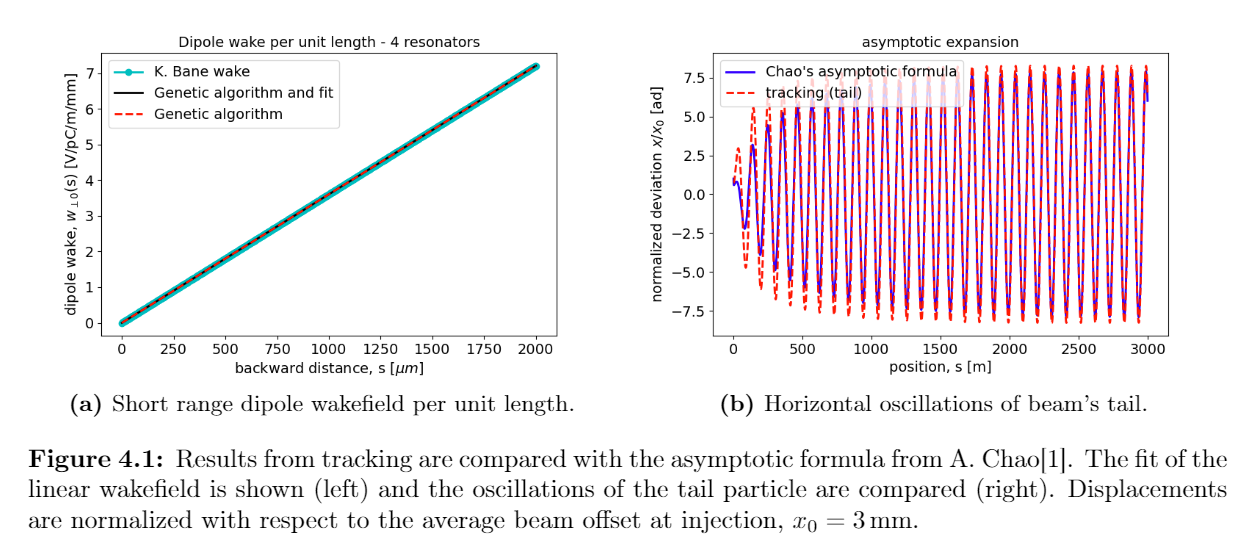 Dipole wake per unit length - 4 resonators
K. Bane wake
Genetic algorithm and fit
Genetic algorithm
dipole wake, w⊥0(s) [V/pC/m/mm]
7
6
5
4
3
2
1
0
0 250 500 750 1000 1250 1500 1750 2000
backward distance, s [μm]
(a) Short range dipole wakefield per unit length.
asymptotic expansion
Chao's asymptotic formula
tracking (tail)
normalized deviation x/x0 [ad]
7.5
5.0
2.5
0.0
−2.5
−5.0
−7.5
0 500 1000 1500 2000 2500 3000
position, s [m]
(b) Horizontal oscillations of beam's tail.
Figure 4.1: Results from tracking are compared with the asymptotic formula from A. Chao[1]. The fit of the
linear wakefield is shown (left) and the oscillations of the tail particle are compared (right). Displacements
are normalized with respect to the average beam offset at injection, x0 = 3 mm.